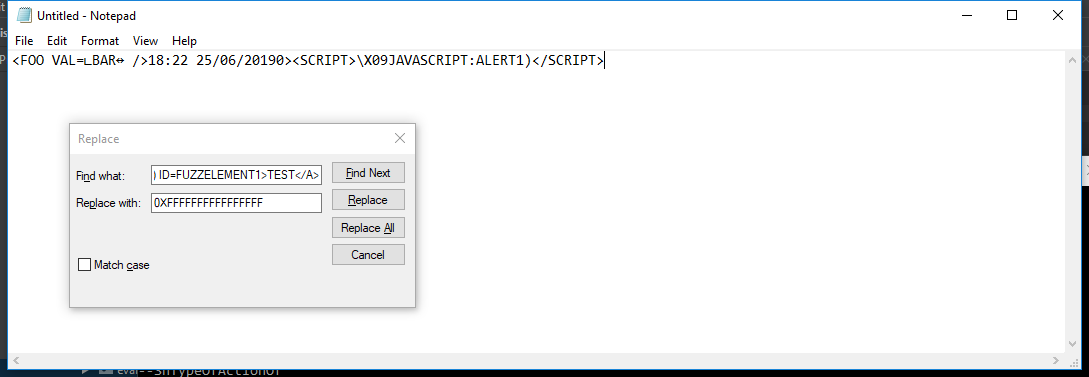 Untitled - Notepad
File Edit Format View Help
<FOO VAL=∟BAR↔ />18:22 25/06/20190><SCRIPT>\X09JAVASCRIPT:ALERT1)</SCRIPT>
Replace
Find what: )ID=FUZZELEMENT1>TEST</A> Find Next
Replace with: 0XFFFFFFFFFFFFFFFF Replace
Replace All
Cancel
Match case